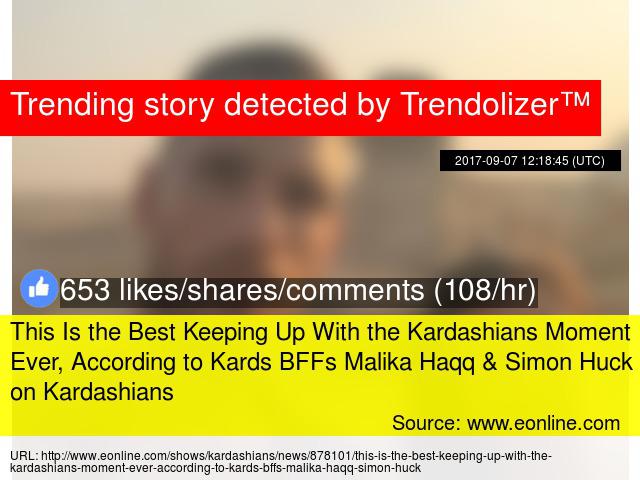 Trending story detected by Trendolizer™
2017-09-07 12:18:45 (UTC)
653 likes/shares/comments (108/hr)
This Is the Best Keeping Up With the Kardashians Moment
Ever, According to Kards BFFs Malika Haqq & Simon Huck
on Kardashians
Source: www.eonline.com
URL: http://www.eonline.com/shows/kardashians/news/878101/this-is-the-best-keeping-up-with-the-
kardashians-moment-ever-according-to-kards-bffs-malika-haqq-simon-huck